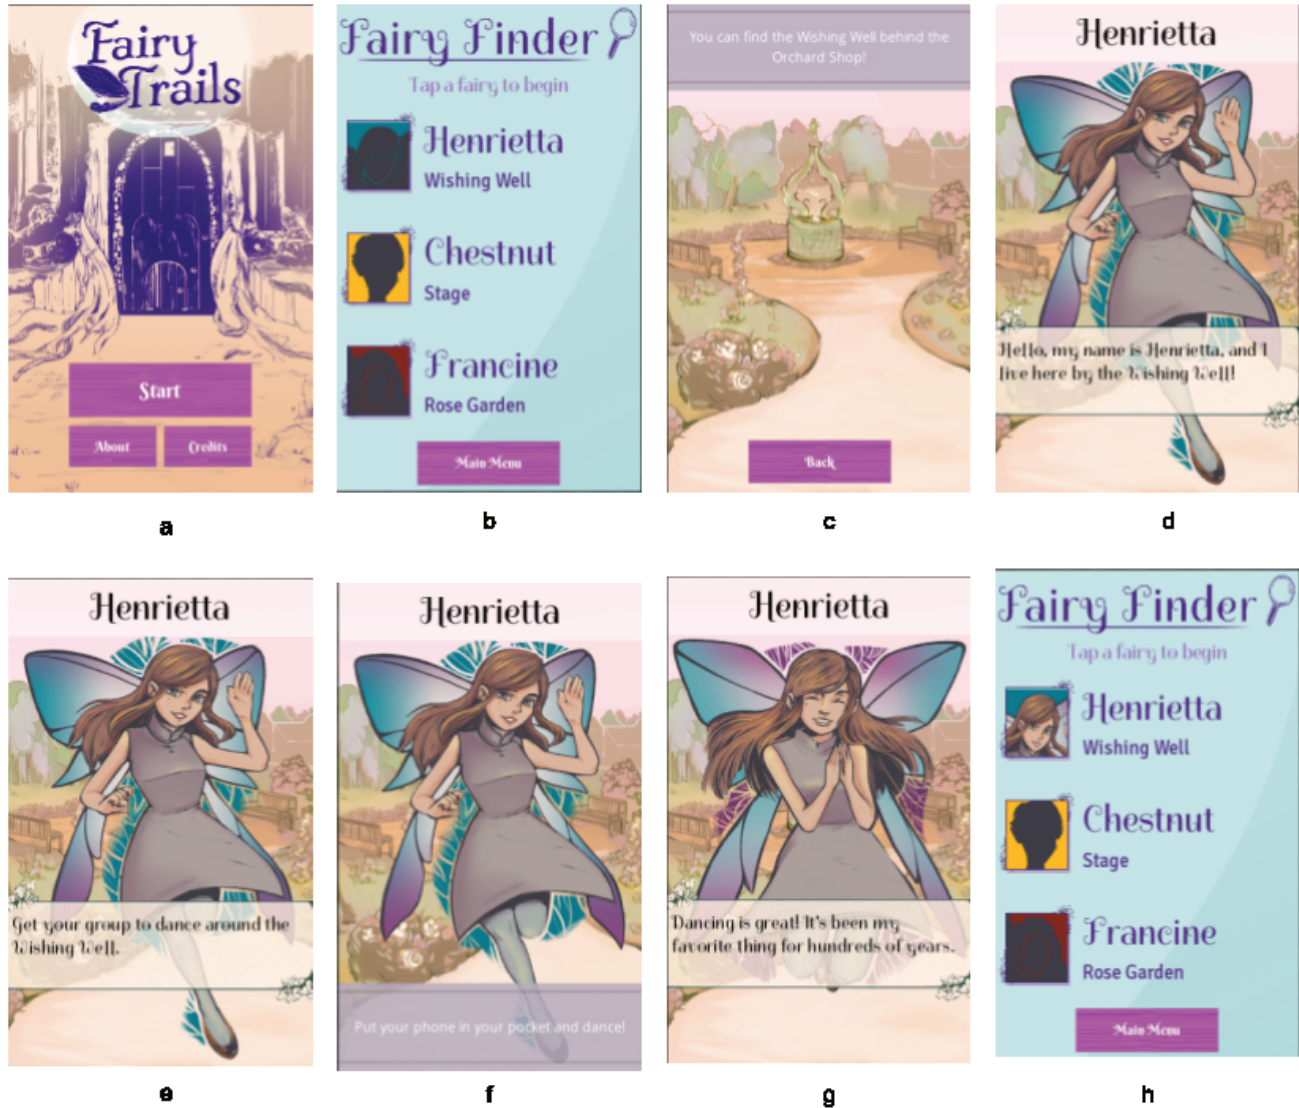 Fairy
Trails
Start
About
Credits
a
Fairy Finder
Tap a fairy to begin
Henrietta
Wishing Well
Chestnut
Stage
Francine
Rose Garden
Main Menu
b
You can find the Wishing Well behind the
Orchard Shop!
Back
c
Henrietta
Hello, my name is Henrietta, and I
live here by the Wishing Well!
d
Henrietta
Get your group to dance around the
Wishing Well.
e
Henrietta
Put your phone in your pocket and dance!
f
Henrietta
Dancing is great! It's been my
favorite thing for hundreds of years.
g
Fairy Finder
Tap a fairy to begin
Henrietta
Wishing Well
Chestnut
Stage
Francine
Rose Garden
Main Menu
h